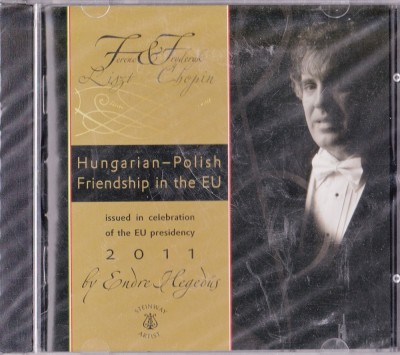 Ferenc & Fryderyk
Liszt Chopin
Hungarian–Polish
Friendship in the EU
issued in celebration
of the EU presidency
2011
by Endre Hegedűs
STEINWAY
ARTIST